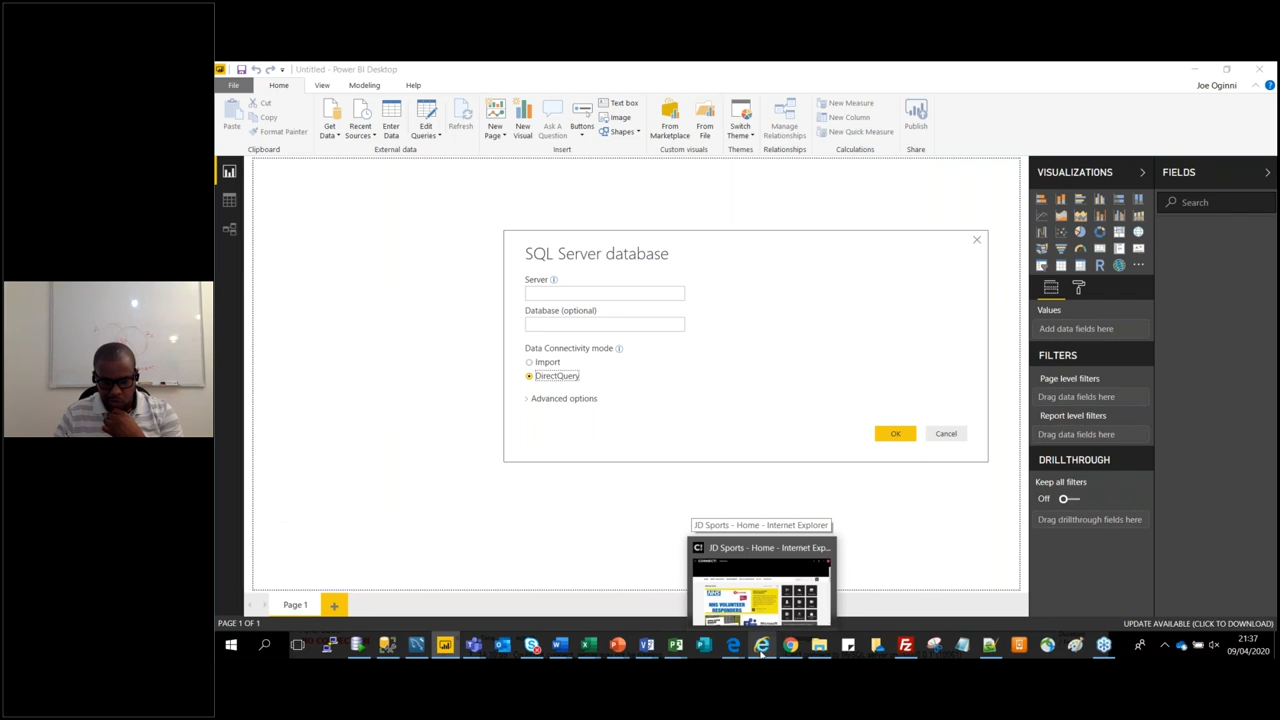 Untitled - Power BI Desktop
File Home View Modeling Help Joe Oginni
Paste
Cut
Copy
Format Painter
Clipboard
Get Data
Recent Sources
Enter Data
Edit Queries
Refresh
External data
New Page
New Visual
Ask A Question
Buttons
Text box
Image
Shapes
Insert
From Marketplace
From File
Custom visuals
Switch Theme
Themes
Manage Relationships
Relationships
New Measure
New Column
New Quick Measure
Calculations
Publish
Share
SQL Server database
Server
Database (optional)
Data Connectivity mode
Import
DirectQuery
Advanced options
OK Cancel
VISUALIZATIONS
R
Values
Add data fields here
FILTERS
Page level filters
Drag data fields here
Report level filters
Drag data fields here
DRILLTHROUGH
Keep all filters
Off
Drag drillthrough fields here
FIELDS
Search
JD Sports - Home - Internet Explorer
JD Sports - Home - Internet Exp...
NHS
NHS VOLUNTEER
RESPONDERS
Page 1
PAGE 1 OF 1
UPDATE AVAILABLE (CLICK TO DOWNLOAD)
21:37
09/04/2020